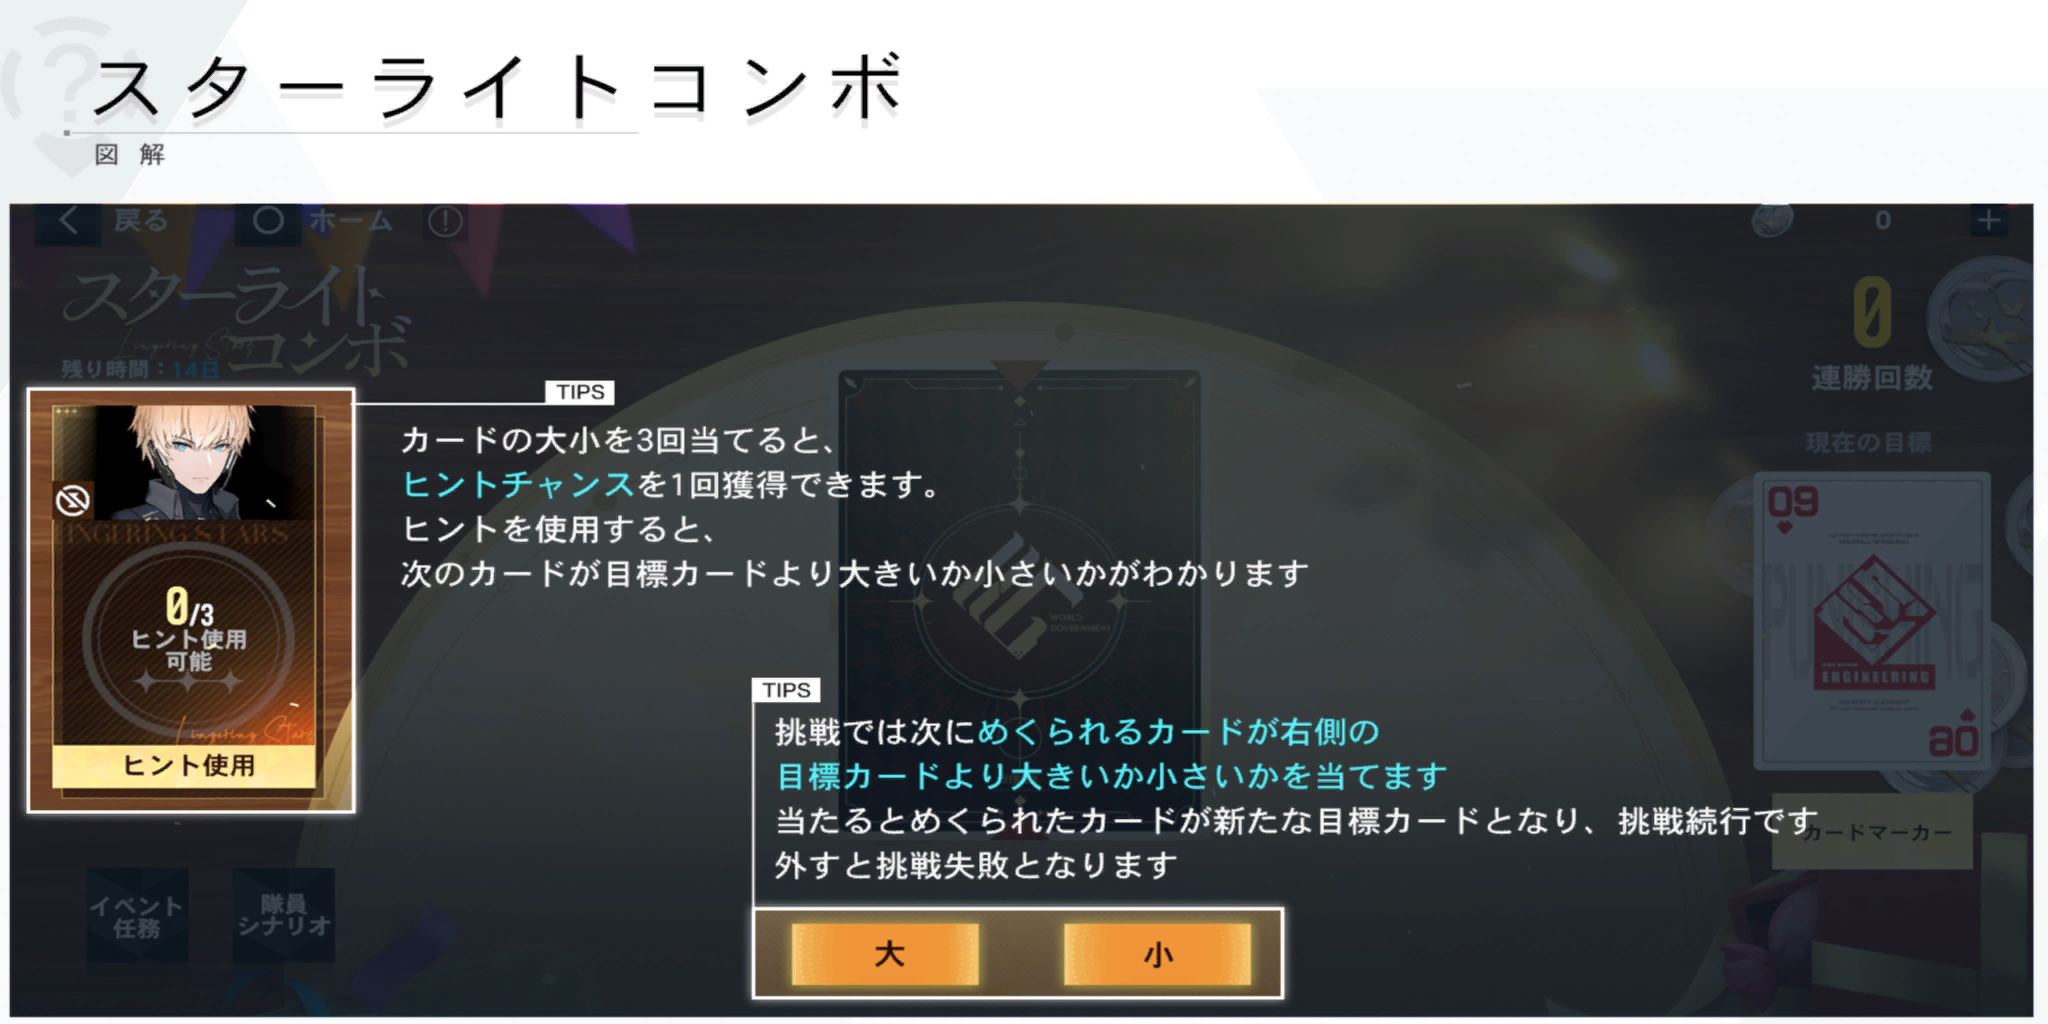 スターライトコンボ
図解
戻る
ホーム
0
スターライト
コンボ
Lingering Stars
残り時間：14日
0
連勝回数
現在の目標
TIPS
カードの大小を3回当てると、
ヒントチャンスを1回獲得できます。
ヒントを使用すると、
次のカードが目標カードより大きいか小さいかがわかります
LINGERING STARS
0/3
ヒント使用
可能
Lingering Stars
ヒント使用
WORLD
GOVERNMENT
09
PUNISHING
ENGINEERING
09
TIPS
挑戦では次にめくられるカードが右側の
目標カードより大きいか小さいかを当てます
当たるとめくられたカードが新たな目標カードとなり、挑戦続行です
外すと挑戦失敗となります
カードマーカー
イベント
任務
隊員
シナリオ
大
小